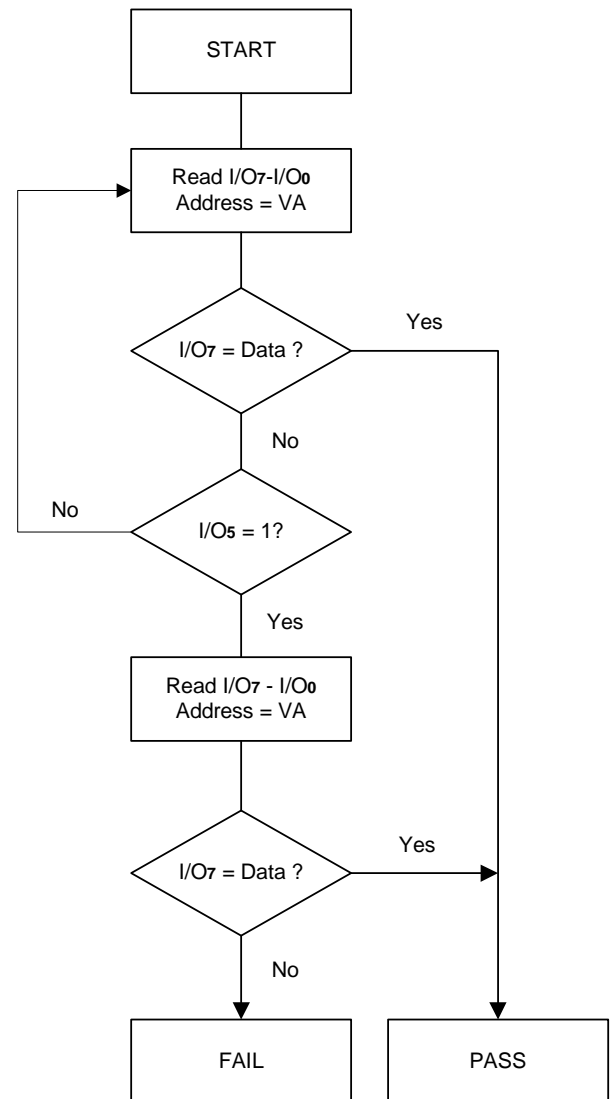 START
Read I/O7-I/O0
Address = VA
I/O7 = Data ?
Yes
No
No
I/O5 = 1?
Yes
Read I/O7 - I/O0
Address = VA
I/O7 = Data ?
Yes
No
FAIL
PASS